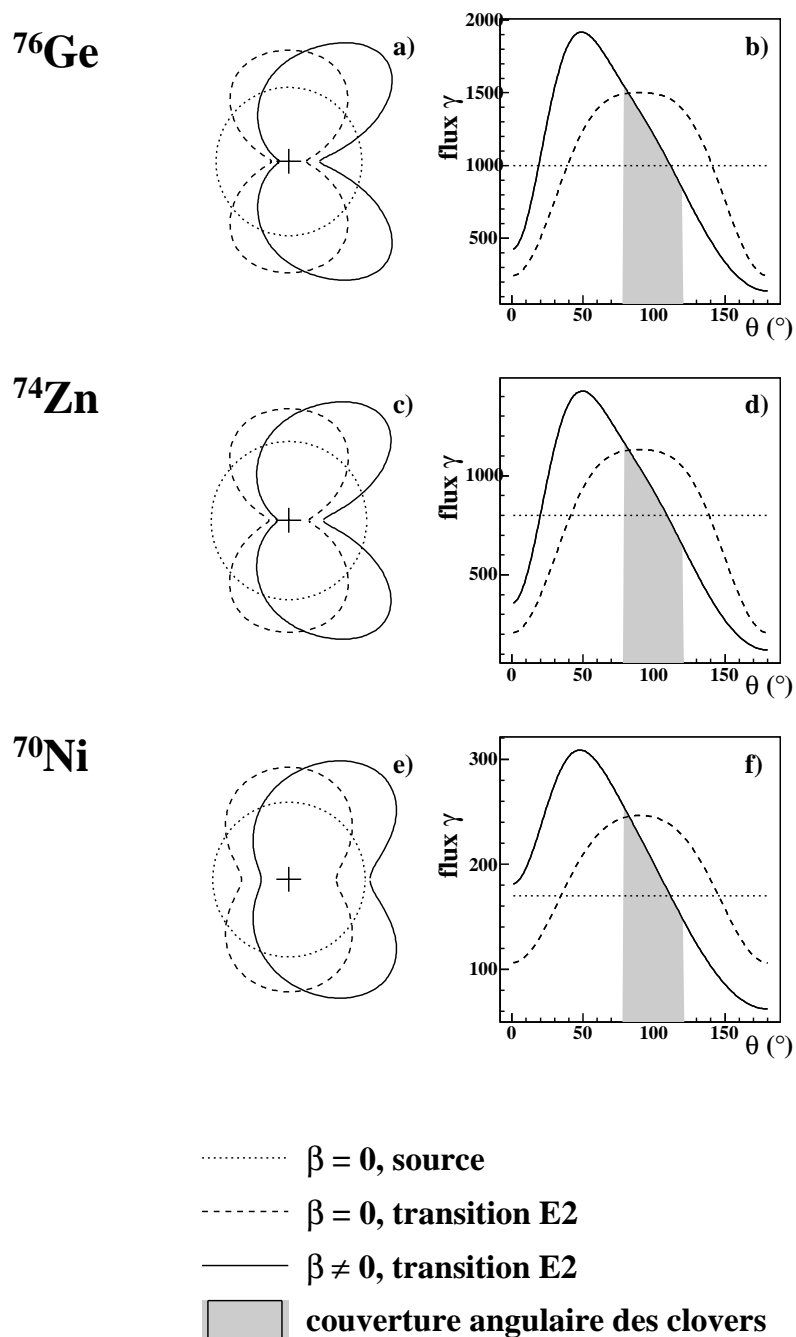 ⁷⁶Ge
a)
b)
flux γ
2000
1500
1000
500
0
50
100
150
θ (°)
⁷⁴Zn
c)
d)
flux γ
1000
500
0
50
100
150
θ (°)
⁷⁰Ni
e)
f)
flux γ
300
200
100
0
50
100
150
θ (°)
β = 0, source
β = 0, transition E2
β ≠ 0, transition E2
couverture angulaire des clovers